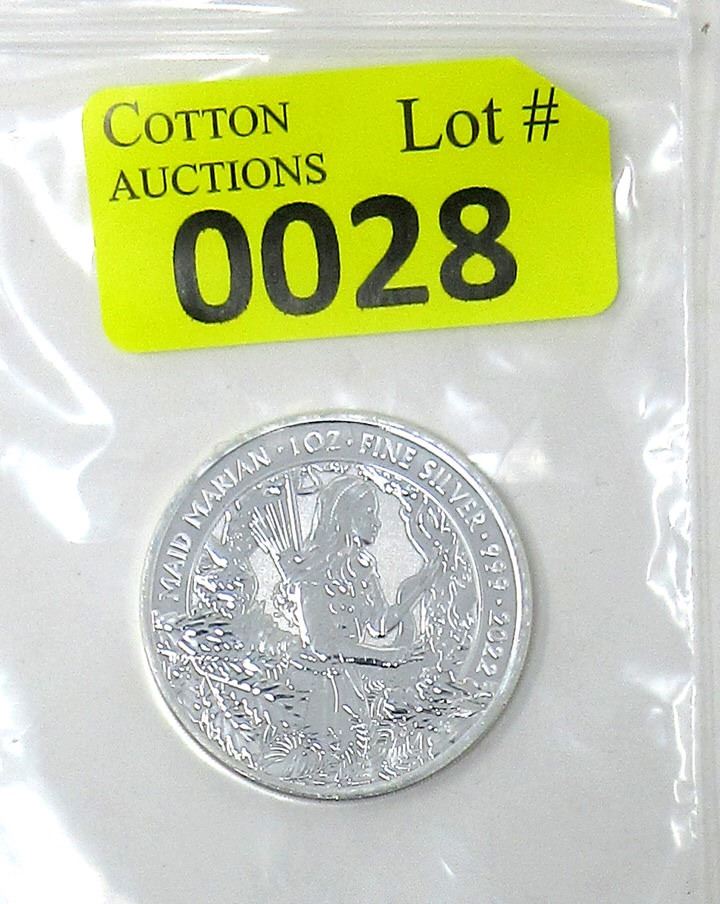 COTTON
AUCTIONS
Lot #
0028
MAID MARIAN · 1OZ · FINE SILVER · 999 · 2022